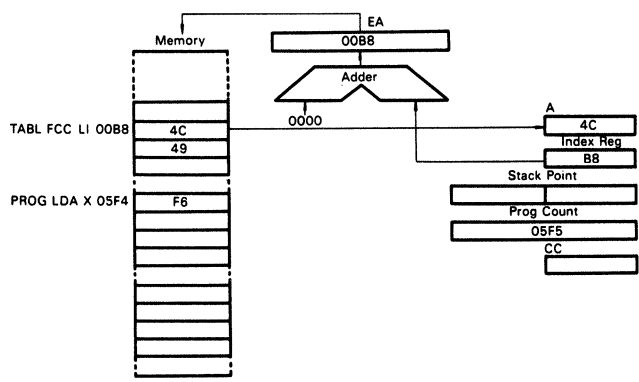 EA
Memory
00B8
Adder
0000
A
TABL FCC LI 00B8
4C
4C
Index Reg
49
B8
Stack Point
PROG LDA X 05F4
F6
Prog Count
05F5
CC